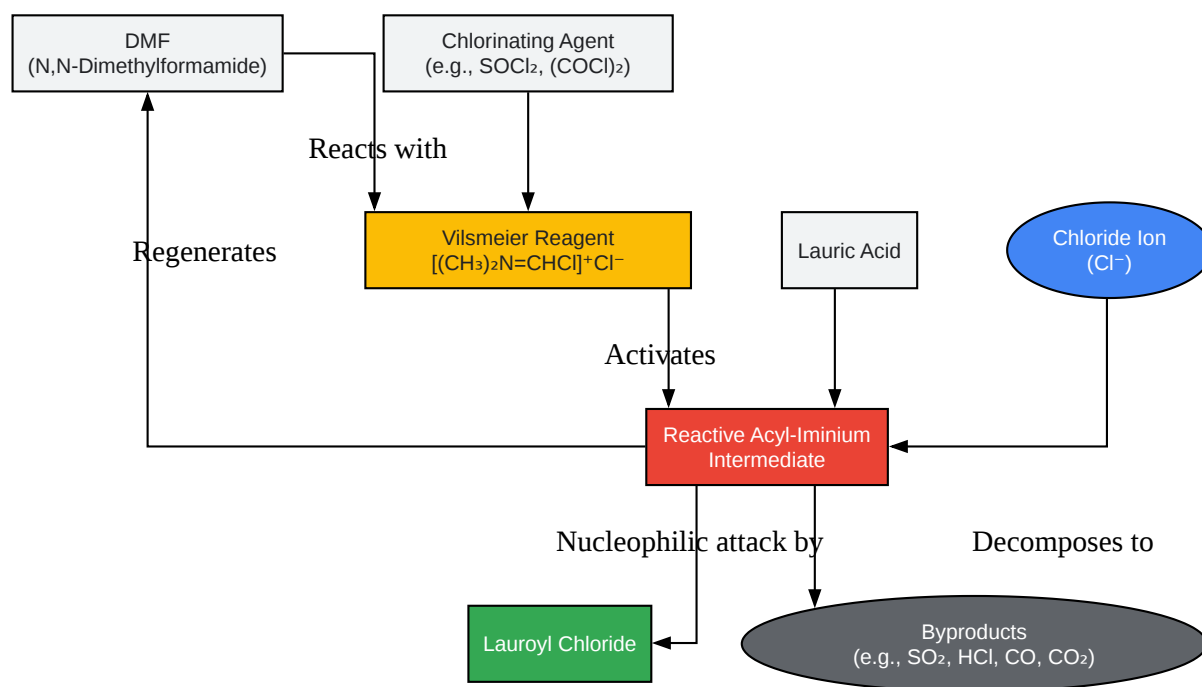 DMF
(N,N-Dimethylformamide)
Chlorinating Agent
(e.g., SOCl₂, (COCl)₂)
Reacts with
Regenerates
Vilsmeier Reagent
[(CH₃)₂N=CHCl]⁺Cl⁻
Lauric Acid
Chloride Ion
(Cl⁻)
Activates
Reactive Acyl-Iminium
Intermediate
Nucleophilic attack by
Decomposes to
Lauroyl Chloride
Byproducts
(e.g., SO₂, HCl, CO, CO₂)